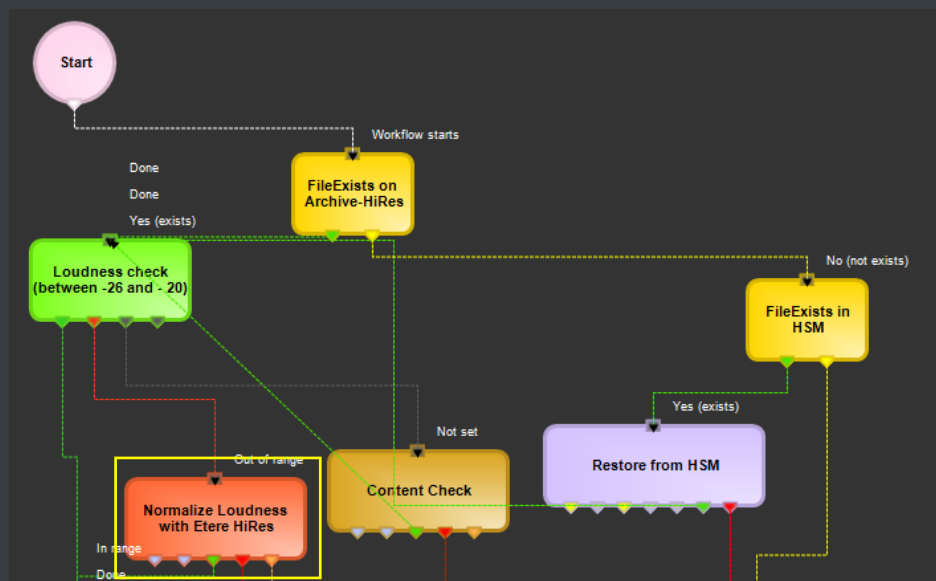 Start
Workflow starts
Done
FileExists on
Archive-HiRes
Done
Yes (exists)
No (not exists)
Loudness check
(between -26 and - 20)
FileExists in
HSM
Yes (exists)
Not set
Out of range
Restore from HSM
Content Check
Normalize Loudness
with Etere HiRes
In range
Done